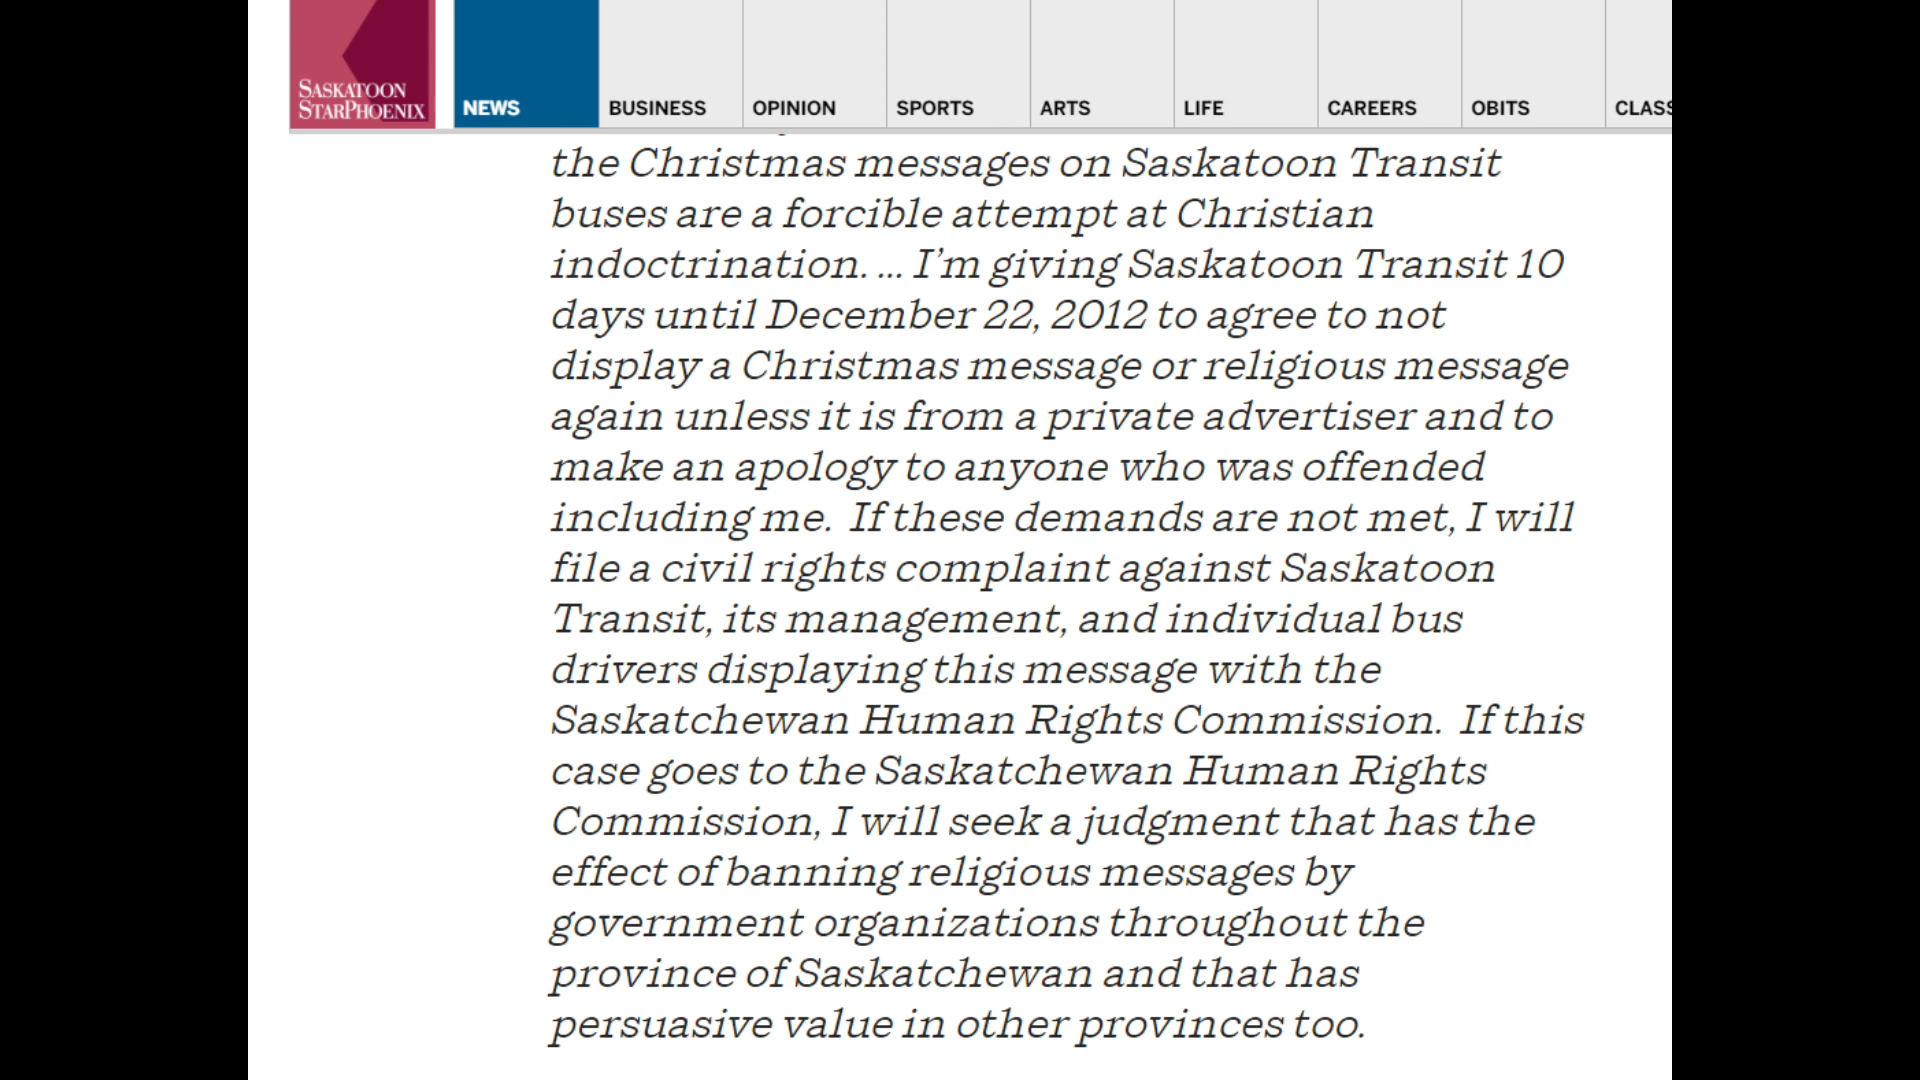 SASKATOON
STARPHOENIX
NEWS
BUSINESS
OPINION
SPORTS
ARTS
LIFE
CAREERS
OBITS
CLASS
the Christmas messages on Saskatoon Transit
buses are a forcible attempt at Christian
indoctrination. ... I'm giving Saskatoon Transit 10
days until December 22, 2012 to agree to not
display a Christmas message or religious message
again unless it is from a private advertiser and to
make an apology to anyone who was offended
including me.  If these demands are not met, I will
file a civil rights complaint against Saskatoon
Transit, its management, and individual bus
drivers displaying this message with the
Saskatchewan Human Rights Commission.  If this
case goes to the Saskatchewan Human Rights
Commission, I will seek a judgment that has the
effect of banning religious messages by
government organizations throughout the
province of Saskatchewan and that has
persuasive value in other provinces too.